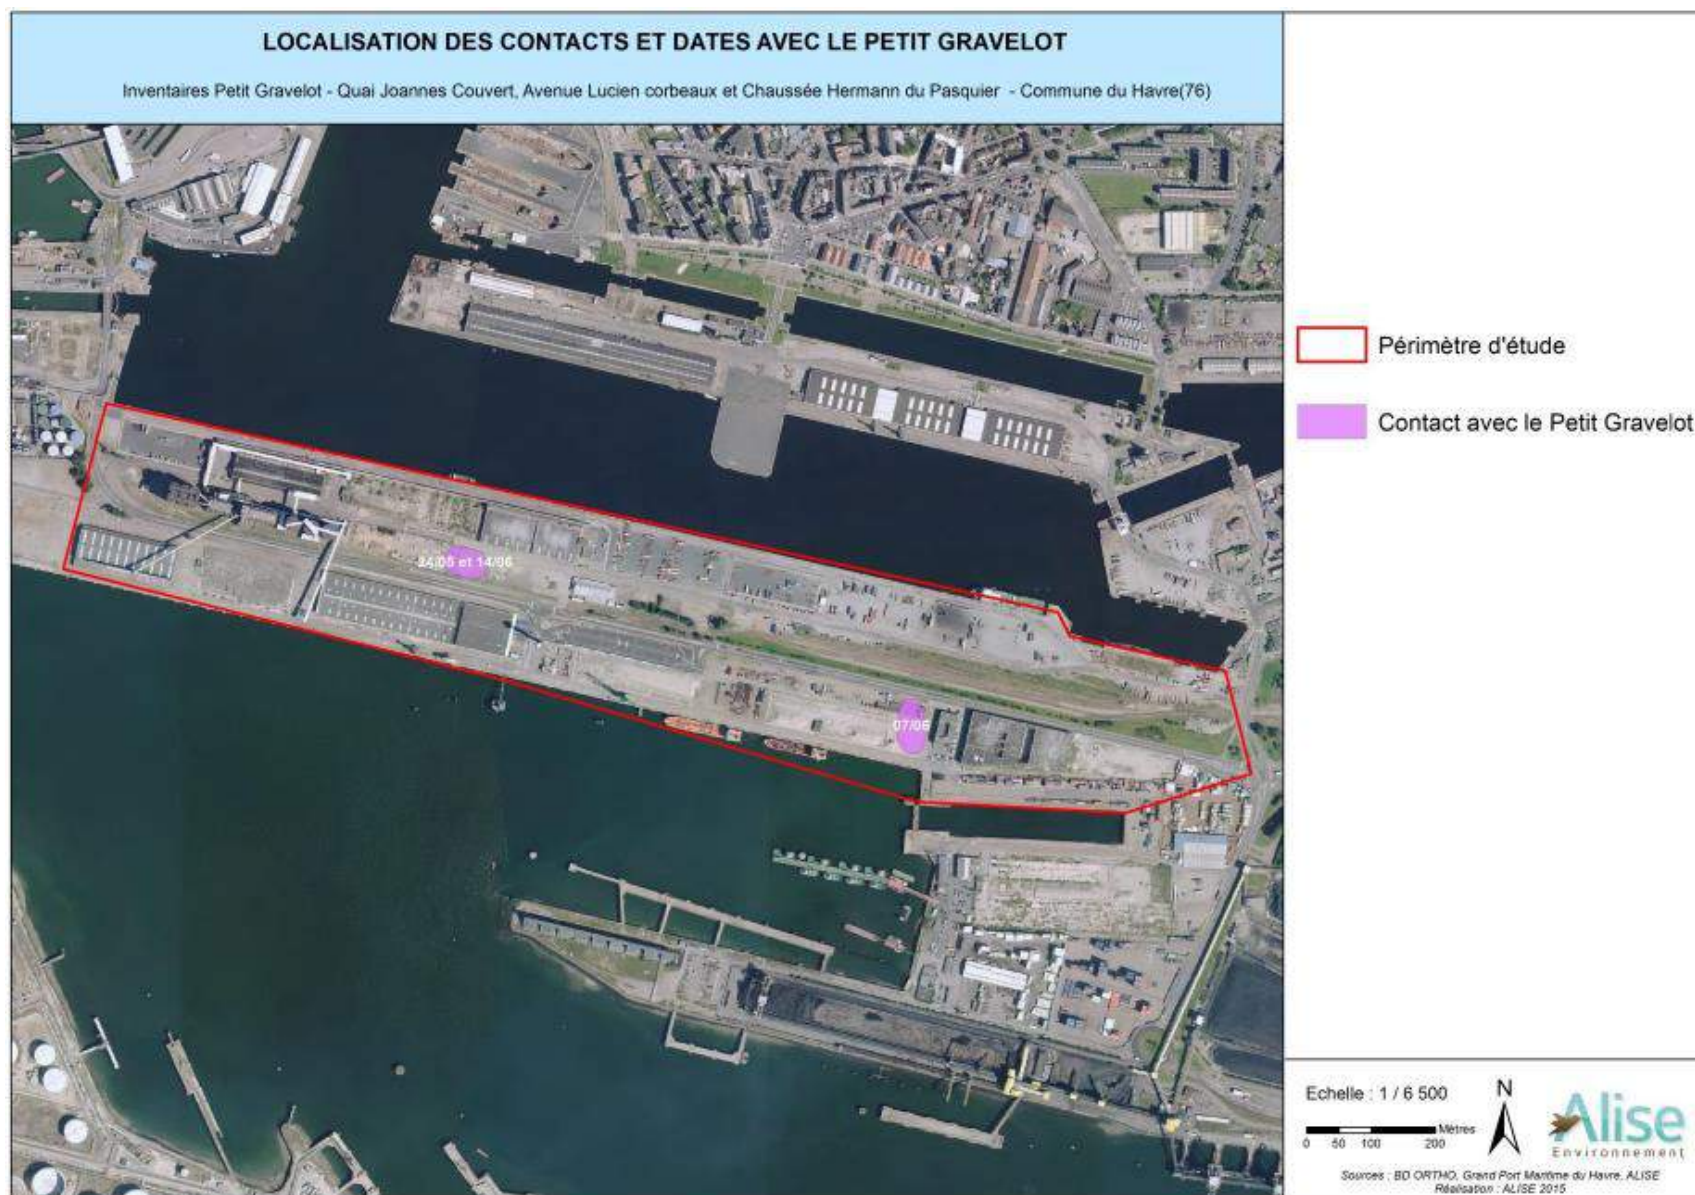 LOCALISATION DES CONTACTS ET DATES AVEC LE PETIT GRAVELOT
Inventaires Petit Gravelot - Quai Joannes Couvert, Avenue Lucien corbeaux et Chaussée Hermann du Pasquier - Commune du Havre(76)
Périmètre d'étude
Contact avec le Petit Gravelot
24/05 et 14/06
07/06
Echelle : 1 / 6 500
N
Mètres
0 50 100 200
Alise
Environnement
Sources : BD ORTHO, Grand Port Maritime du Havre, ALISE
Réalisation : ALISE 2015